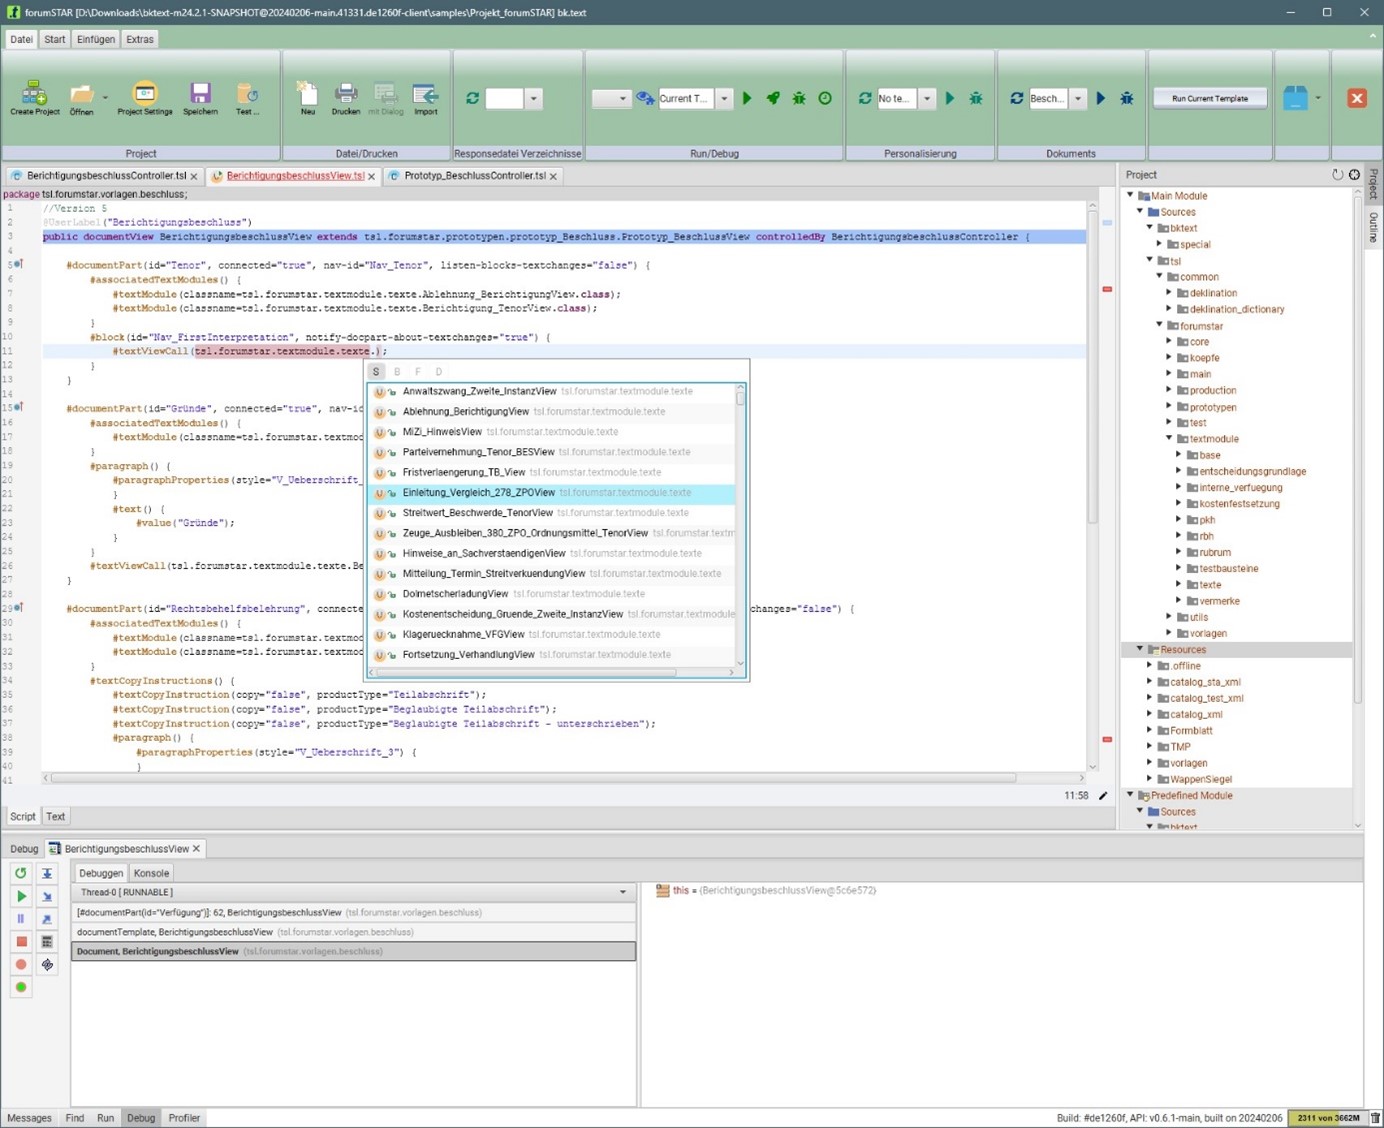 forumSTAR [D:\Downloads\bktext-m24.2.1-SNAPSHOT@20240206-main.41331.de1260f-client\samples\Projekt_forumSTAR] bk.text
Datei Start Einfügen Extras
Create Project Öffnen Project Settings Speichern Test ... Neu Drucken mit Dialog Import Current T... No te... Besch... Run Current Template
Project Datei/Drucken Responsedatei Verzeichnisse Run/Debug Personalisierung Dokuments
BerichtigungsbeschlussController.tsl BerichtigungsbeschlussView.tsl Prototyp_BeschlussController.tsl
package tsl.forumstar.vorlagen.beschluss;
1 //Version 5
2 @UserLabel("Berichtigungsbeschluss")
3 public documentView BerichtigungsbeschlussView extends tsl.forumstar.prototypen.prototyp_Beschluss.Prototyp_BeschlussView controlledBy BerichtigungsbeschlussController {
4
5 #documentPart(id="Tenor", connected="true", nav-id="Nav_Tenor", listen-blocks-textchanges="false") {
6 #associatedTextModules() {
7 #textModule(classname=tsl.forumstar.textmodule.texte.Ablehnung_BerichtigungView.class);
8 #textModule(classname=tsl.forumstar.textmodule.texte.Berichtigung_TenorView.class);
9 }
10 #block(id="Nav_FirstInterpretation", notify-docpart-about-textchanges="true") {
11 #textViewCall(tsl.forumstar.textmodule.texte.);
12 }
13 }
14
15 #documentPart(id="Gründe", connected="true", nav-id
16 #associatedTextModules() {
17 #textModule(classname=tsl.forumstar.textmod
18 }
19 #paragraph() {
20 #paragraphProperties(style="V_Ueberschrift_
21 }
22 #text() {
23 #value("Gründe");
24 }
25 }
26 #textViewCall(tsl.forumstar.textmodule.texte.Be
27 }
28
29 #documentPart(id="Rechtsbehelfsbelehrung", connecte changes="false") {
30 #associatedTextModules() {
31 #textModule(classname=tsl.forumstar.textmod
32 #textModule(classname=tsl.forumstar.textmod
33 }
34 #textCopyInstructions() {
35 #textCopyInstruction(copy="false", productType="Teilabschrift");
36 #textCopyInstruction(copy="false", productType="Beglaubigte Teilabschrift");
37 #textCopyInstruction(copy="false", productType="Beglaubigte Teilabschrift - unterschrieben");
38 #paragraph() {
39 #paragraphProperties(style="V_Ueberschrift_3") {
40 }
41
S B F D
Anwaltszwang_Zweite_InstanzView tsl.forumstar.textmodule.texte
Ablehnung_BerichtigungView tsl.forumstar.textmodule.texte
MiZi_HinweisView tsl.forumstar.textmodule.texte
Parteivernehmung_Tenor_BESView tsl.forumstar.textmodule.texte
Fristverlaengerung_TB_View tsl.forumstar.textmodule.texte
Einleitung_Vergleich_278_ZPOView tsl.forumstar.textmodule.texte
Streitwert_Beschwerde_TenorView tsl.forumstar.textmodule.texte
Zeuge_Ausbleiben_380_ZPO_Ordnungsmittel_TenorView tsl.forumstar.textm
Hinweise_an_SachverstaendigenView tsl.forumstar.textmodule.texte
Mitteilung_Termin_StreitverkuendungView tsl.forumstar.textmodule.texte
DolmetscherladungView tsl.forumstar.textmodule.texte
Kostenentscheidung_Gruende_Zweite_InstanzView tsl.forumstar.textmodule
Klageruecknahme_VFGView tsl.forumstar.textmodule.texte
Fortsetzung_VerhandlungView tsl.forumstar.textmodule.texte
11:58
Script Text
Project
Main Module
Sources
bktext
special
tsl
common
deklination
deklination_dictionary
forumstar
core
koepfe
main
production
prototypen
test
textmodule
base
entscheidungsgrundlage
interne_verfuegung
kostenfestsetzung
pkh
rbh
rubrum
testbausteine
texte
vermerke
utils
vorlagen
Resources
.offline
catalog_sta_xml
catalog_test_xml
catalog_xml
Formblatt
TMP
vorlagen
WappenSiegel
Predefined Module
Sources
bktext
Project
Outline
Debug BerichtigungsbeschlussView
Debuggen Konsole
Thread-0 [ RUNNABLE ]
[#documentPart(id="Verfügung")]: 62, BerichtigungsbeschlussView (tsl.forumstar.vorlagen.beschluss)
documentTemplate, BerichtigungsbeschlussView (tsl.forumstar.vorlagen.beschluss)
Document, BerichtigungsbeschlussView (tsl.forumstar.vorlagen.beschluss)
this = (BerichtigungsbeschlussView@5c6e572)
Messages Find Run Debug Profiler
Build: #de1260f, API: v0.6.1-main, built on 20240206 2311 von 3662M